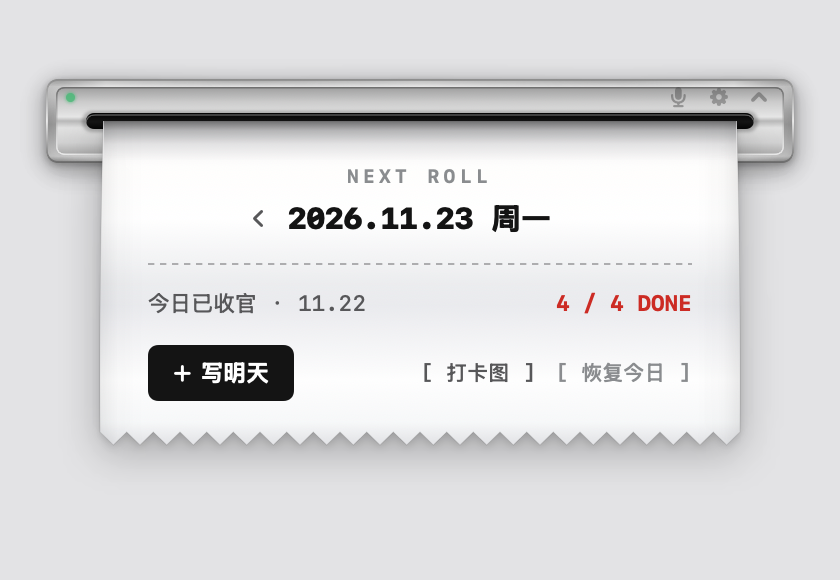 NEXT ROLL
2026.11.23 周一
今日已收官 · 11.22 4 / 4 DONE
+ 写明天 [ 打卡图 ] [ 恢复今日 ]